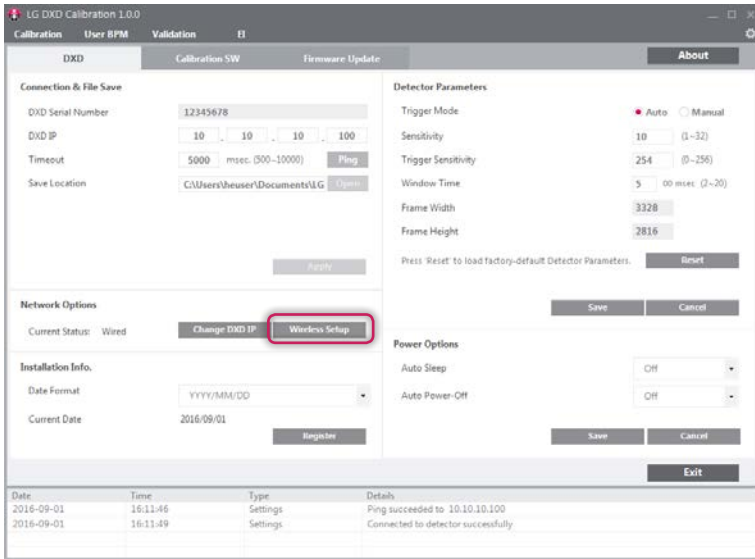 LG DXD Calibration 1.0.0
Calibration User BPM Validation
DXD Calibration SW Firmware Update About
Connection & File Save
DXD Serial Number 12345678
DXD IP 10 . 10 . 10 . 100
Timeout 5000 msec. (500~10000) Ping
Save Location C:\Users\heuser\Documents\LG Open
Apply
Network Options
Current Status: Wired Change DXD IP Wireless Setup
Installation Info.
Date Format YYYY/MM/DD
Current Date 2016/09/01
Register
Detector Parameters
Trigger Mode Auto Manual
Sensitivity 10 (1~32)
Trigger Sensitivity 254 (0~256)
Window Time 5 00 msec (2~20)
Frame Width 3328
Frame Height 2816
Press 'Reset' to load factory-default Detector Parameters. Reset
Save Cancel
Power Options
Auto Sleep Off
Auto Power-Off Off
Save Cancel
Exit
Date Time Type Details
2016-09-01 16:11:46 Settings Ping succeeded to 10.10.10.100
2016-09-01 16:11:49 Settings Connected to detector successfully